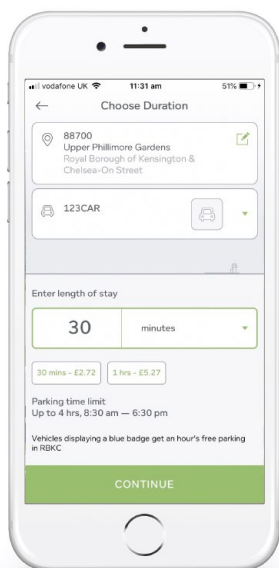 vodafone UK 11:31 am 51%
Choose Duration
88700
Upper Phillimore Gardens
Royal Borough of Kensington &
Chelsea-On Street
123CAR
Enter length of stay
30 minutes
30 mins - £2.72 1 hrs - £5.27
Parking time limit
Up to 4 hrs, 8:30 am — 6:30 pm
Vehicles displaying a blue badge get an hour's free parking
in RBKC
CONTINUE